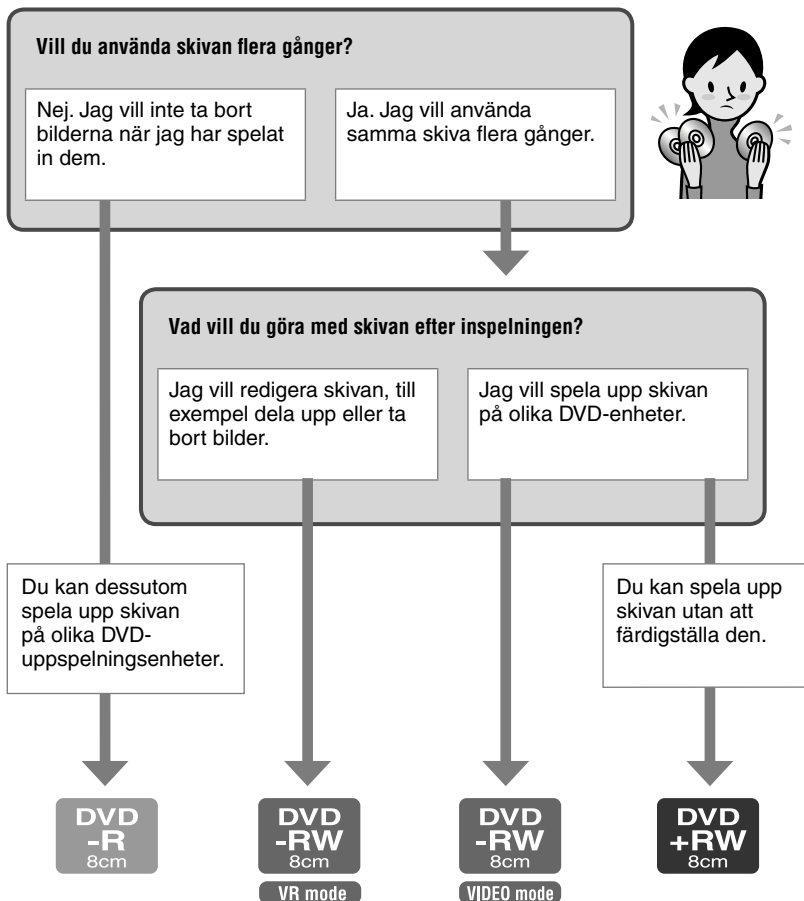 Vill du använda skivan flera gånger?
Nej. Jag vill inte ta bort
bilderna när jag har spelat
in dem.
Ja. Jag vill använda
samma skiva flera gånger.
Vad vill du göra med skivan efter inspelningen?
Jag vill redigera skivan, till
exempel dela upp eller ta
bort bilder.
Jag vill spela upp skivan
på olika DVD-enheter.
Du kan dessutom
spela upp skivan
på olika DVD-
uppspelningsenheter.
Du kan spela upp
skivan utan att
färdigställa den.
DVD
-R
8cm
DVD
-RW
8cm
VR mode
DVD
-RW
8cm
VIDEO mode
DVD
+RW
8cm